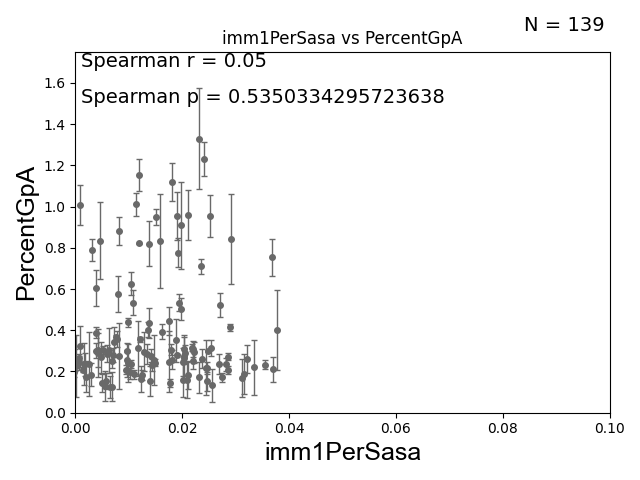 N = 139
imm1PerSasa vs PercentGpA
Spearman r = 0.05
Spearman p = 0.5350334295723638
PercentGpA
1.6
1.4
1.2
1.0
0.8
0.6
0.4
0.2
0.0
0.00 0.02 0.04 0.06 0.08 0.10
imm1PerSasa